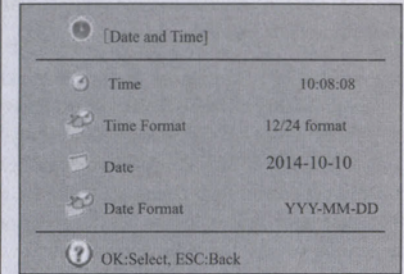 [Date and Time]
Time 10:08:08
Time Format 12/24 format
Date 2014-10-10
Date Format YYY-MM-DD
? OK:Select, ESC:Back